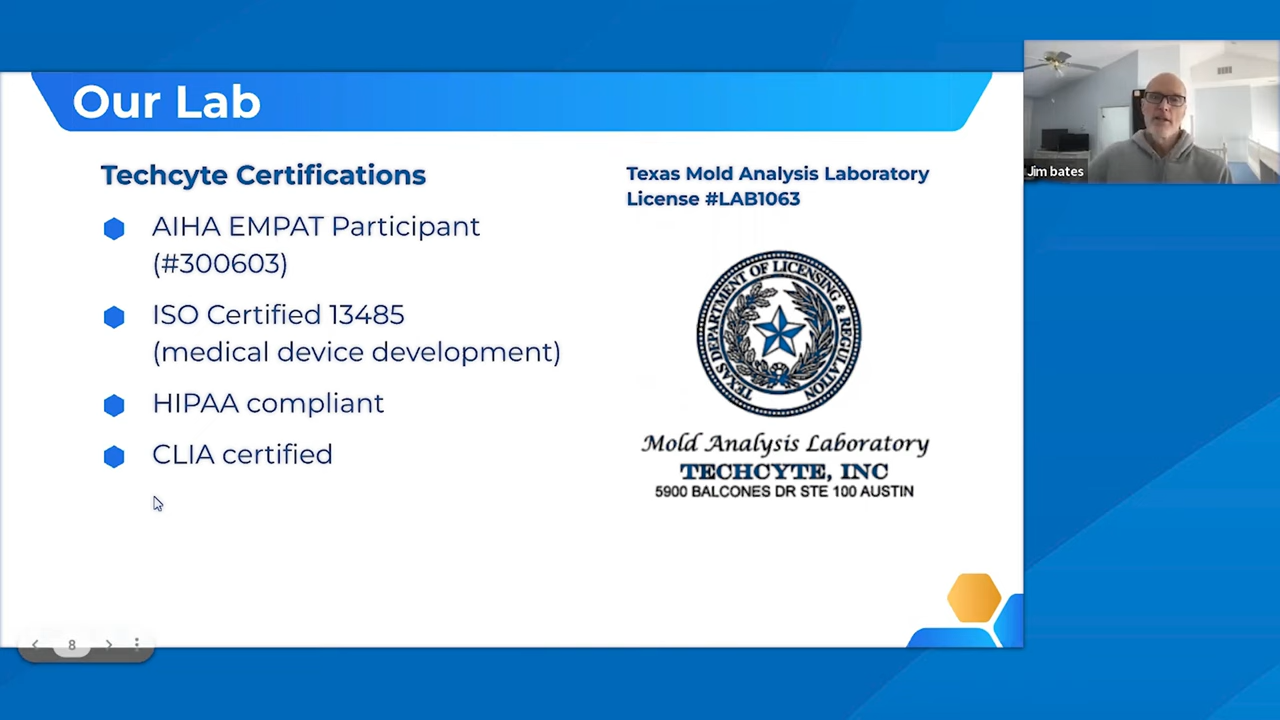 Our Lab
Techcyte Certifications
AIHA EMPAT Participant
(#300603)
ISO Certified 13485
(medical device development)
HIPAA compliant
CLIA certified
Texas Mold Analysis Laboratory
License #LAB1063
TEXAS DEPARTMENT OF LICENSING & REGULATION
Mold Analysis Laboratory
TECHCYTE, INC
5900 BALCONES DR STE 100 AUSTIN
Jim bates
8